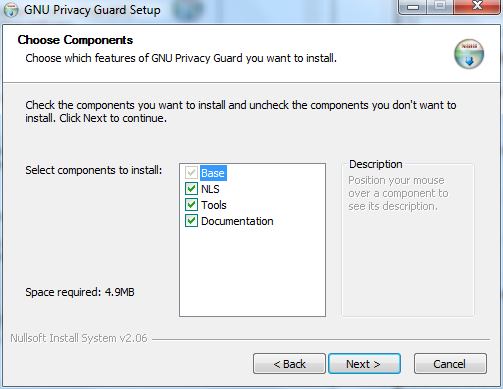 GNU Privacy Guard Setup
Choose Components
Choose which features of GNU Privacy Guard you want to install.
Check the components you want to install and uncheck the components you don't want to
install. Click Next to continue.
Select components to install:
Base
NLS
Tools
Documentation
Description
Position your mouse
over a component to
see its description.
Space required: 4.9MB
Nullsoft Install System v2.06
< Back
Next >
Cancel